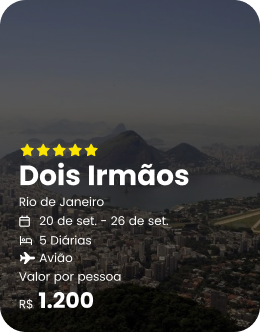 Dois Irmãos
Rio de Janeiro
20 de set. - 26 de set.
5 Diárias
Avião
Valor por pessoa
R$ 1.200